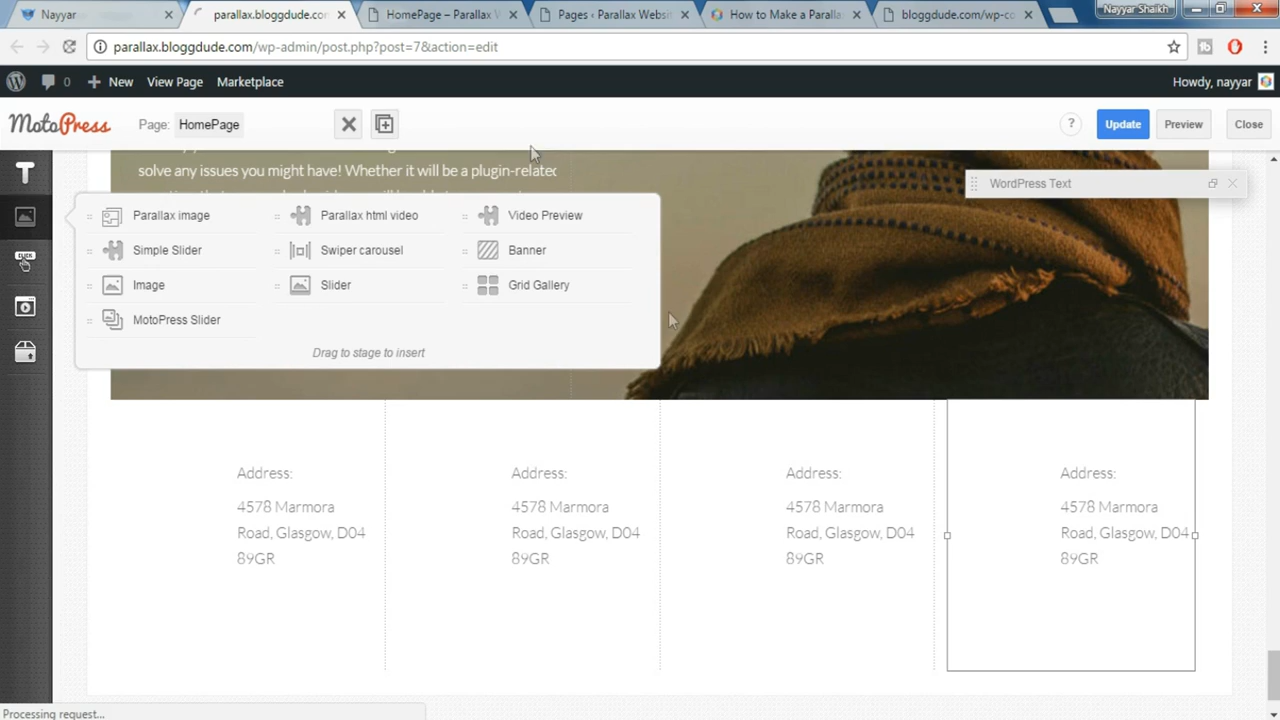 Nayyar
parallax.bloggdude.con
HomePage – Parallax W
Pages ‹ Parallax Websit
How to Make a Paralla
bloggdude.com/wp-co
Nayyar Shaikh
parallax.bloggdude.com/wp-admin/post.php?post=7&action=edit
0 New View Page Marketplace Howdy, nayyar
MotoPress Page: HomePage ? Update Preview Close
solve any issues you might have! Whether it will be a plugin-related
WordPress Text
T
Parallax image Parallax html video Video Preview
Simple Slider Swiper carousel Banner
CLICK
Image Slider Grid Gallery
MotoPress Slider
Drag to stage to insert
Address: Address: Address: Address:
4578 Marmora 4578 Marmora 4578 Marmora 4578 Marmora
Road, Glasgow, D04 Road, Glasgow, D04 Road, Glasgow, D04 Road, Glasgow, D04
89GR 89GR 89GR 89GR
Processing request...